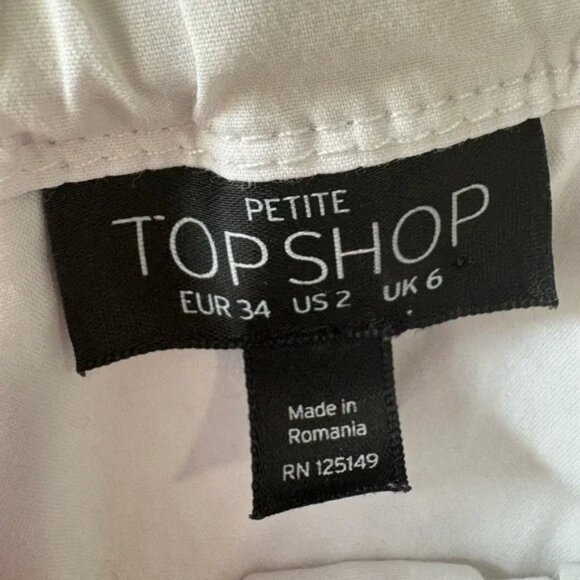 PETITE
TOPSHOP
EUR 34 US 2 UK 6
Made in
Romania
RN 125149